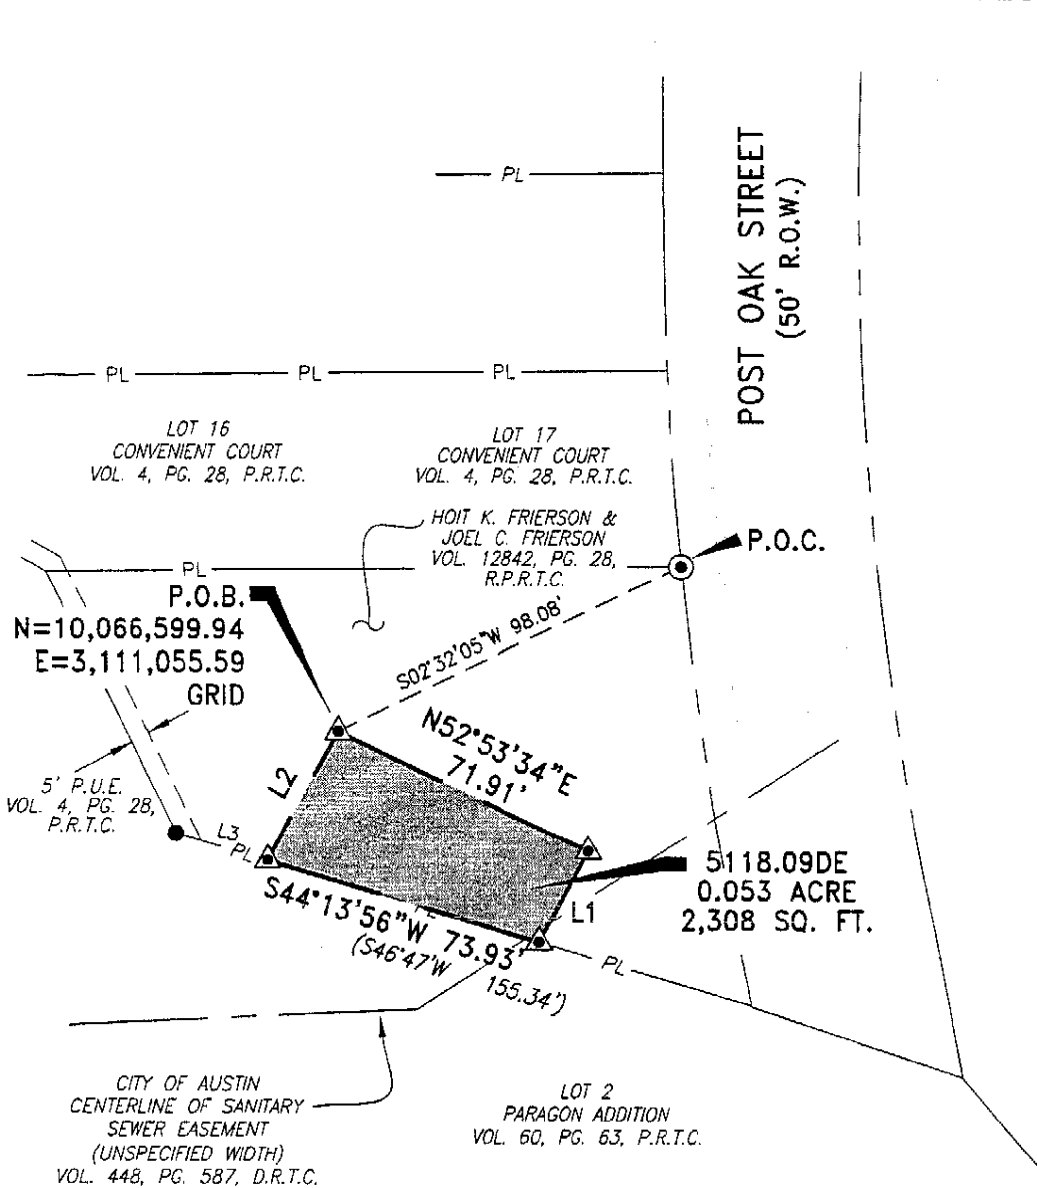 PL
POST OAK STREET
(50' R.O.W.)
PL
PL
PL
LOT 16
CONVENIENT COURT
VOL. 4, PG. 28, P.R.T.C.
LOT 17
CONVENIENT COURT
VOL. 4, PG. 28, P.R.T.C.
HOIT K. FRIERSON &
JOEL C. FRIERSON
VOL. 12842, PG. 28,
R.P.R.T.C.
P.O.C.
PL
P.O.B.
N=10,066,599.94
E=3,111,055.59
GRID
S02°32'05"W 98.08'
N52°53'34"E
71.91'
L2
5' P.U.E.
VOL. 4, PG. 28,
P.R.T.C.
L3
PL
5118.09DE
0.053 ACRE
2,308 SQ. FT.
L1
S44°13'56"W 73.93'
(S46°47'W 155.34')
PL
CITY OF AUSTIN
CENTERLINE OF SANITARY
SEWER EASEMENT
(UNSPECIFIED WIDTH)
VOL. 448, PG. 587, D.R.T.C.
LOT 2
PARAGON ADDITION
VOL. 60, PG. 63, P.R.T.C.